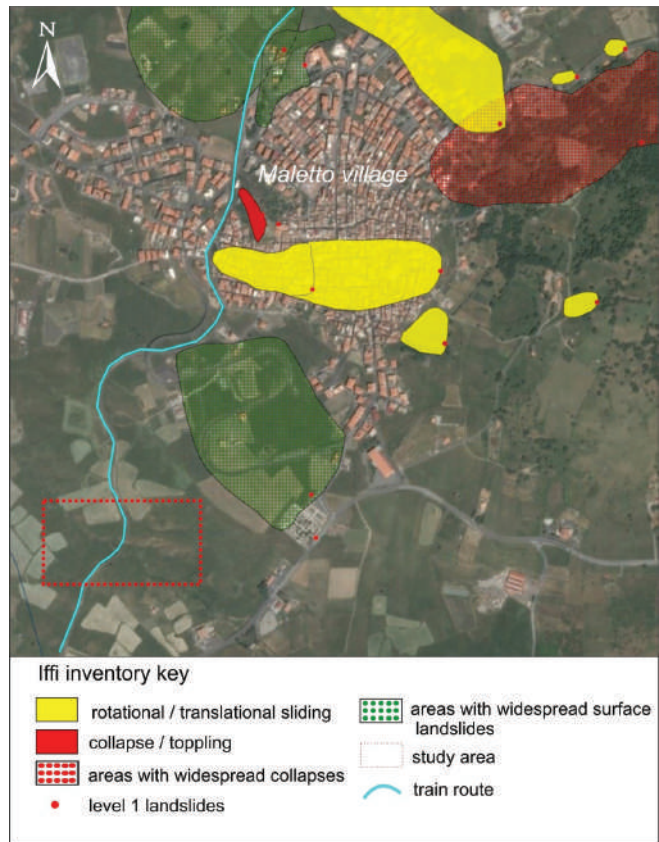 N
Maletto village
Iffi inventory key
rotational / translational sliding
collapse / toppling
areas with widespread collapses
level 1 landslides
areas with widespread surface
landslides
study area
train route